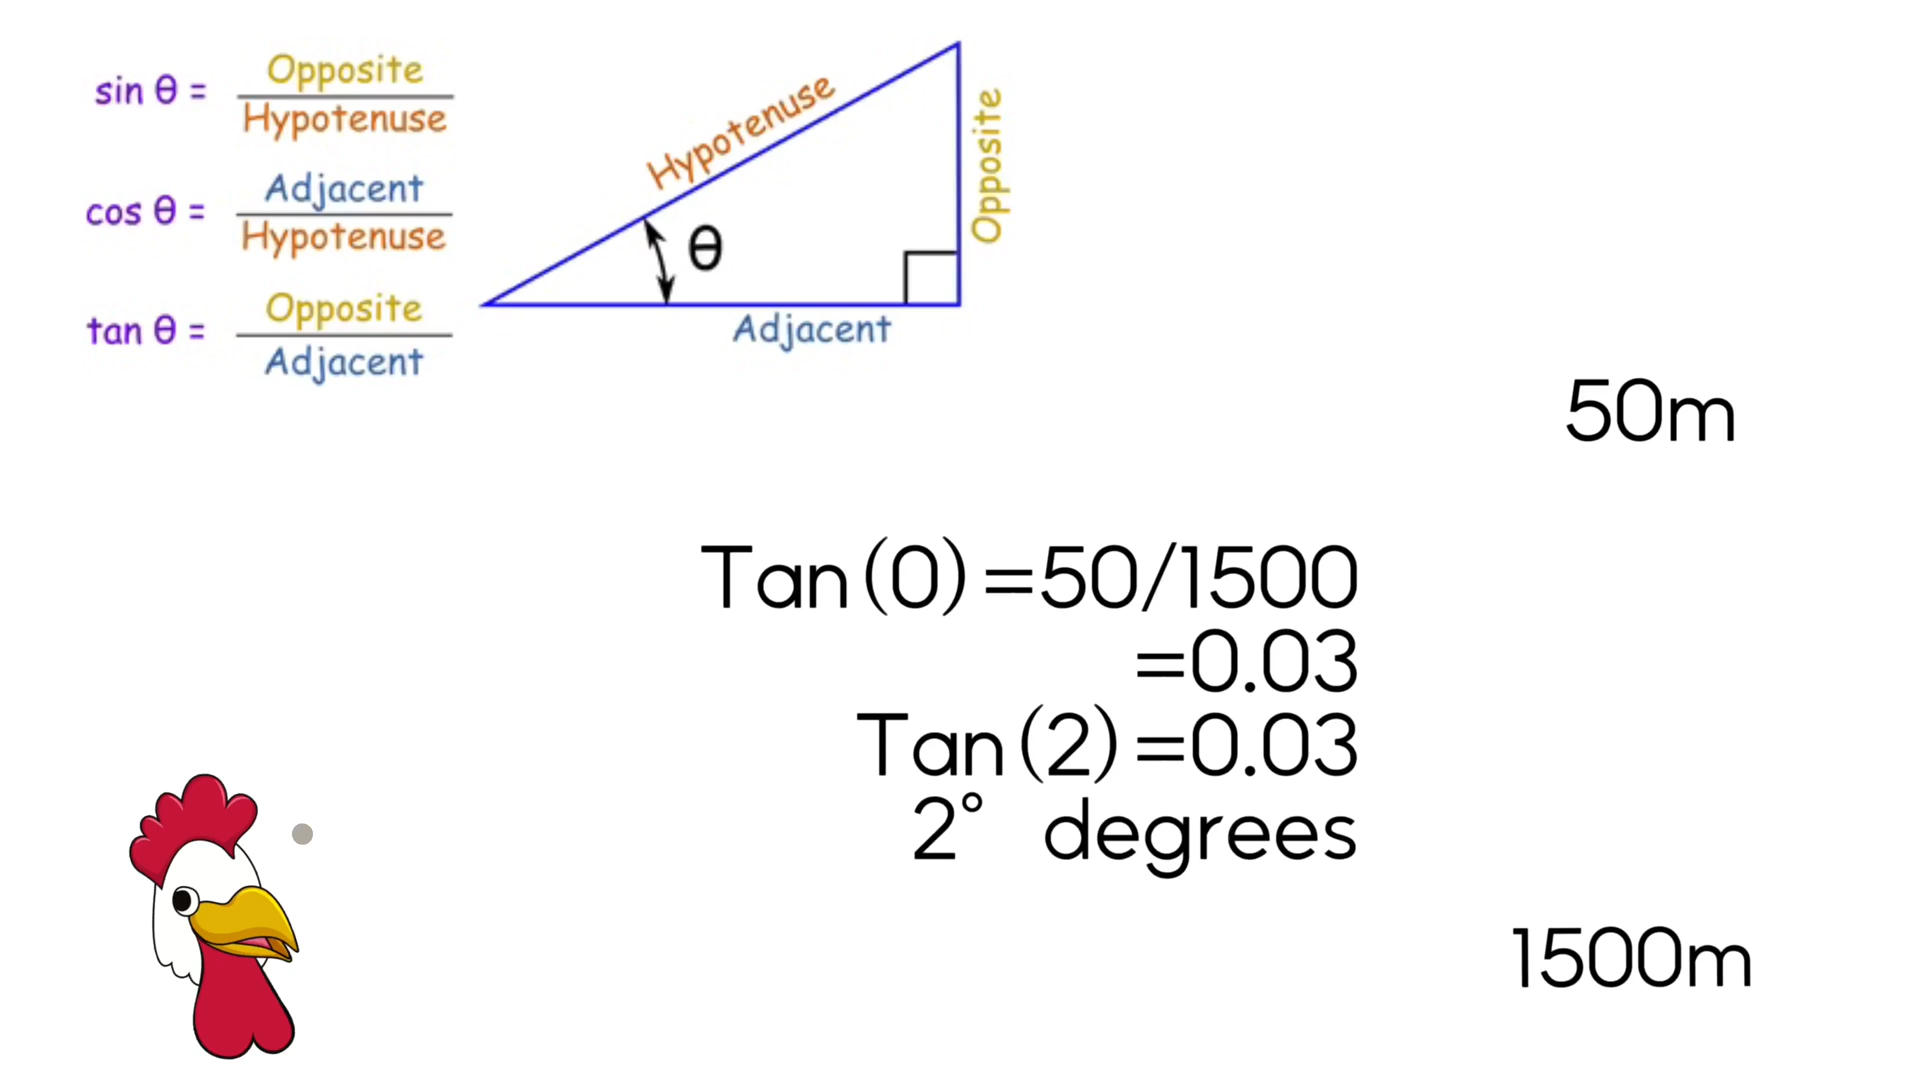 sin θ = Opposite
Hypotenuse
cos θ = Adjacent
Hypotenuse
tan θ = Opposite
Adjacent
Hypotenuse
θ
Opposite
Adjacent
50m
Tan(0)=50/1500
=0.03
Tan(2)=0.03
2° degrees
1500m